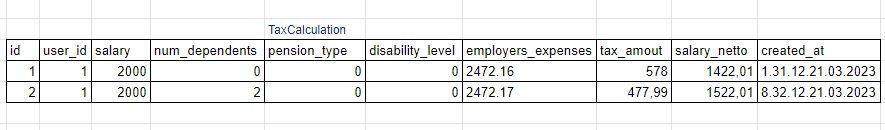 TaxCalculation
id user_id salary num_dependents pension_type disability_level employers_expenses tax_amout salary_netto created_at
1 1 2000 0 0 0 2472.16 578 1422,01 1.31.12.21.03.2023
2 1 2000 2 0 0 2472.17 477,99 1522,01 8.32.12.21.03.2023